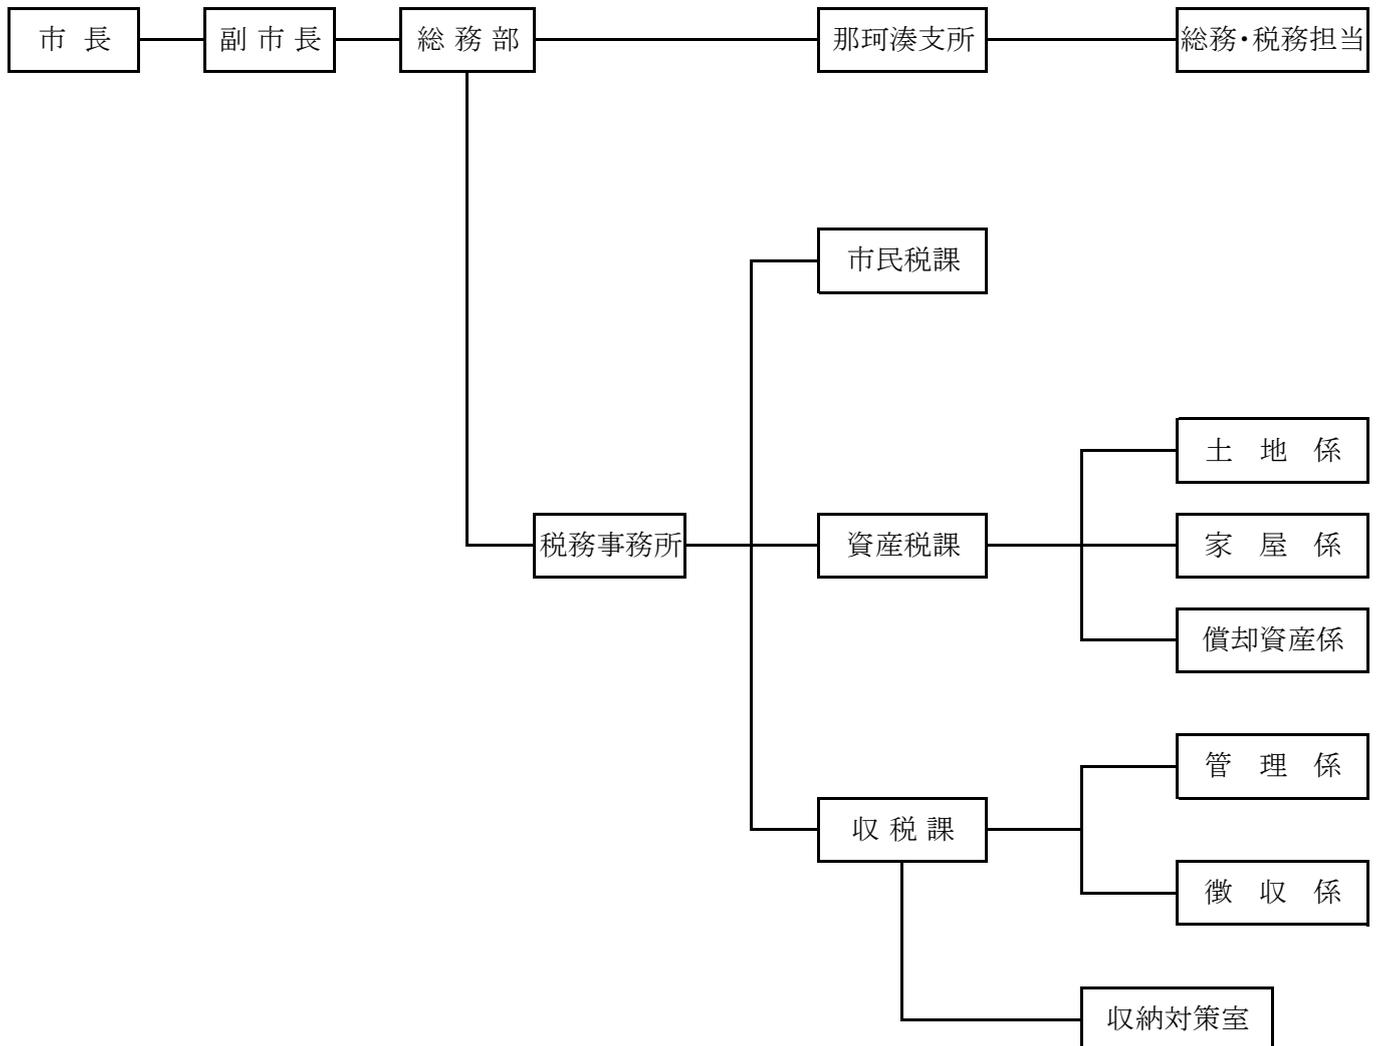 市 長
副 市 長
総 務 部
那珂湊支所
総務・税務担当
市民税課
土 地 係
税務事務所
資産税課
家 屋 係
償却資産係
管 理 係
収 税 課
徴 収 係
収納対策室